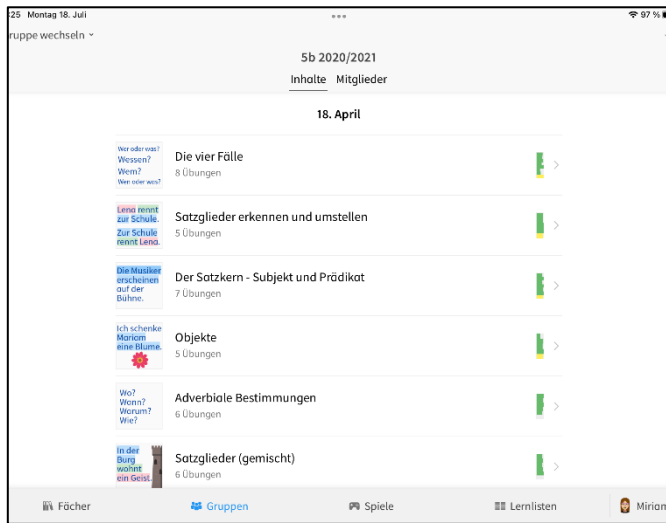 :25 Montag 18. Juli
97 %
ruppe wechseln
5b 2020/2021
Inhalte Mitglieder
18. April
Wer oder was?
Wessen?
Wem?
Wen oder was?
Die vier Fälle
8 Übungen
Lena rennt
zur Schule.
Zur Schule
rennt Lena.
Satzglieder erkennen und umstellen
5 Übungen
Die Musiker
erscheinen
auf der
Bühne.
Der Satzkern - Subjekt und Prädikat
7 Übungen
Ich schenke
Mariam
eine Blume.
Objekte
5 Übungen
Wo?
Wann?
Warum?
Wie?
Adverbiale Bestimmungen
6 Übungen
In der
Burg
wohnt
ein Geist.
Satzglieder (gemischt)
6 Übungen
Fächer Gruppen Spiele Lernlisten Miriam